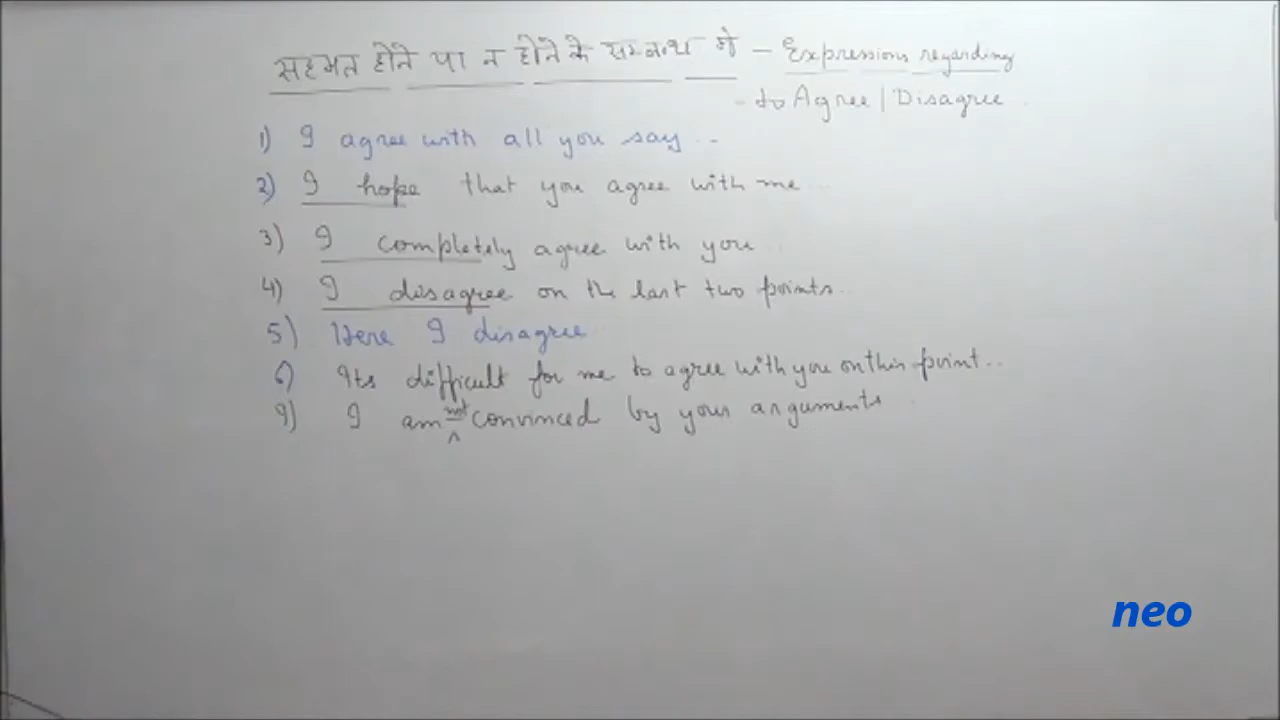 सहमत होने या न होने के सम्बन्ध में – Expressions regarding
- to Agree | Disagree
1) I agree with all you say ..
2) I hope that you agree with me ..
3) I completely agree with you ..
4) I disagree on the last two points ..
5) Here I disagree ..
6) Its difficult for me to agree with you on this point ..
9) I am not convinced by your arguments
neo